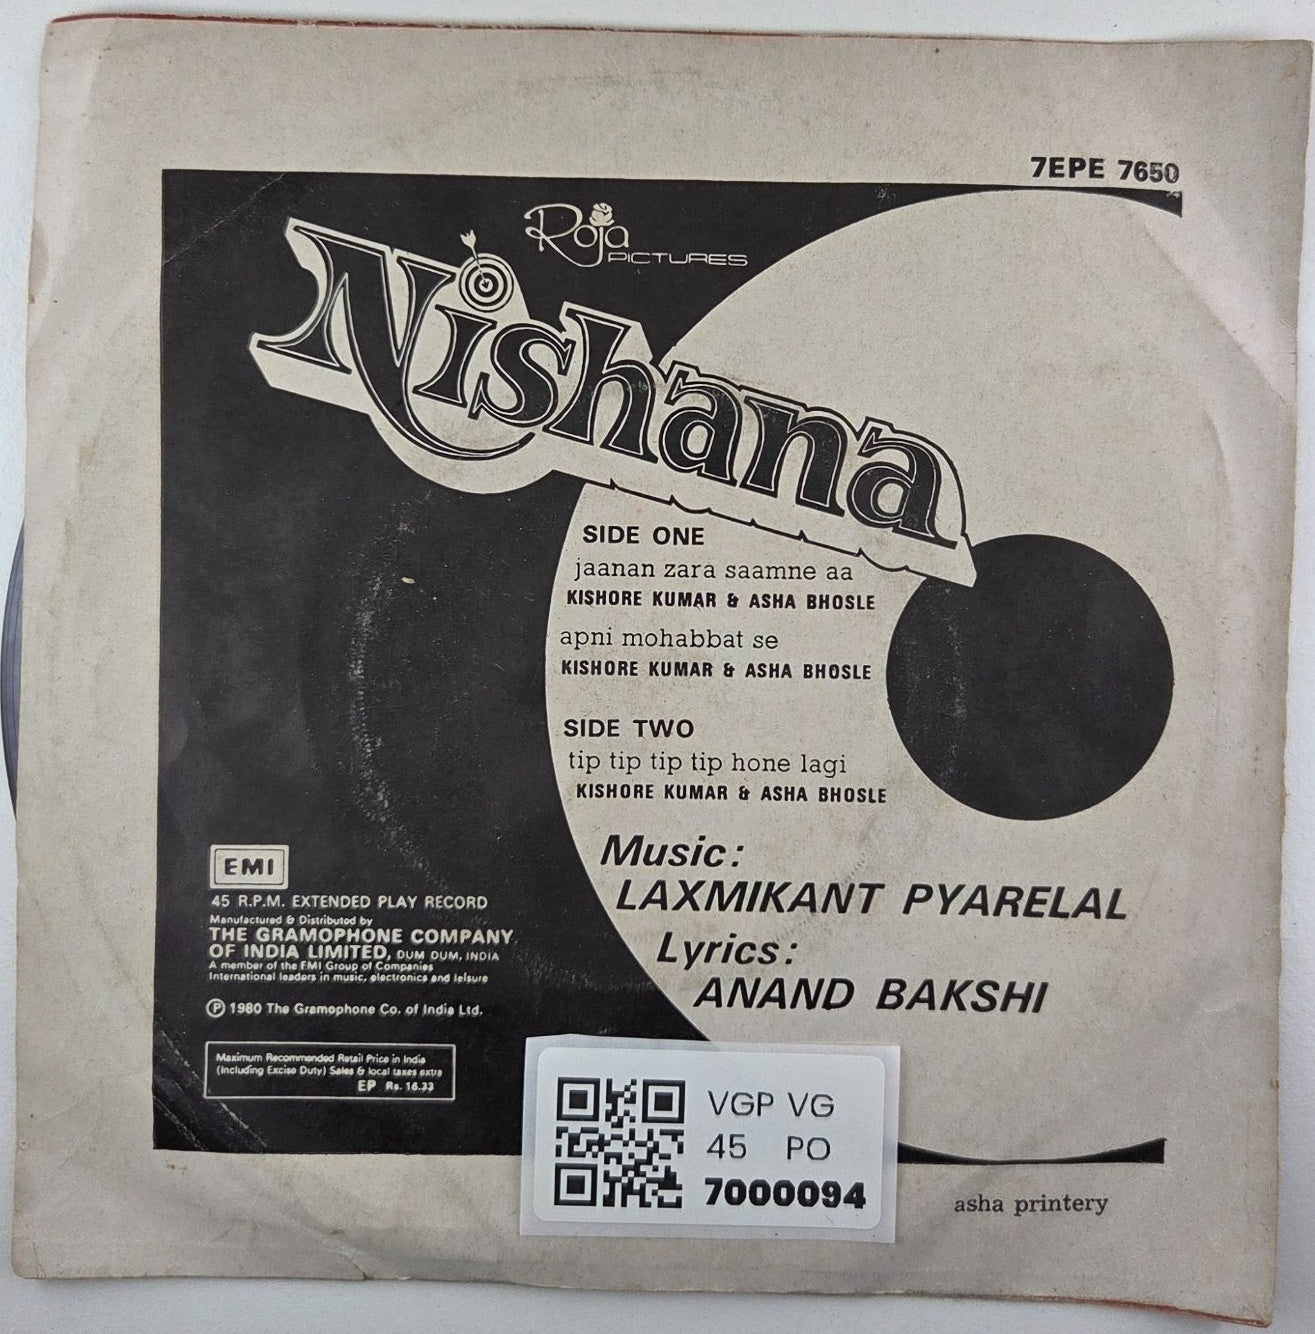 7EPE 7650
Roja
PICTURES
Nishana
SIDE ONE
jaanan zara saamne aa
KISHORE KUMAR & ASHA BHOSLE
apni mohabbat se
KISHORE KUMAR & ASHA BHOSLE
SIDE TWO
tip tip tip tip hone lagi
KISHORE KUMAR & ASHA BHOSLE
Music:
LAXMIKANT PYARELAL
Lyrics:
ANAND BAKSHI
EMI
45 R.P.M. EXTENDED PLAY RECORD
Manufactured & Distributed by
THE GRAMOPHONE COMPANY
OF INDIA LIMITED, DUM DUM, INDIA
A member of the EMI Group of Companies
International leaders in music, electronics and leisure
Ⓟ 1980 The Gramophone Co. of India Ltd.
Maximum Recommended Retail Price in India
(Including Excise Duty) Sales & local taxes extra
EP Rs. 16.33
VGP VG
45 PO
7000094
asha printery